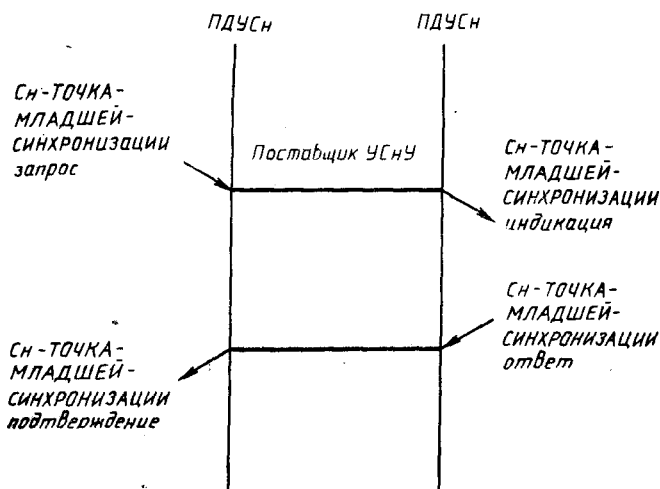 ПДУСн ПДУСн
Сн-ТОЧКА-
МЛАДШЕЙ-
СИНХРОНИЗАЦИИ
запрос
Поставщик УСнУ
Сн-ТОЧКА-
МЛАДШЕЙ-
СИНХРОНИЗАЦИИ
индикация
Сн-ТОЧКА-
МЛАДШЕЙ-
СИНХРОНИЗАЦИИ
ответ
Сн-ТОЧКА-
МЛАДШЕЙ-
СИНХРОНИЗАЦИИ
подтверждение